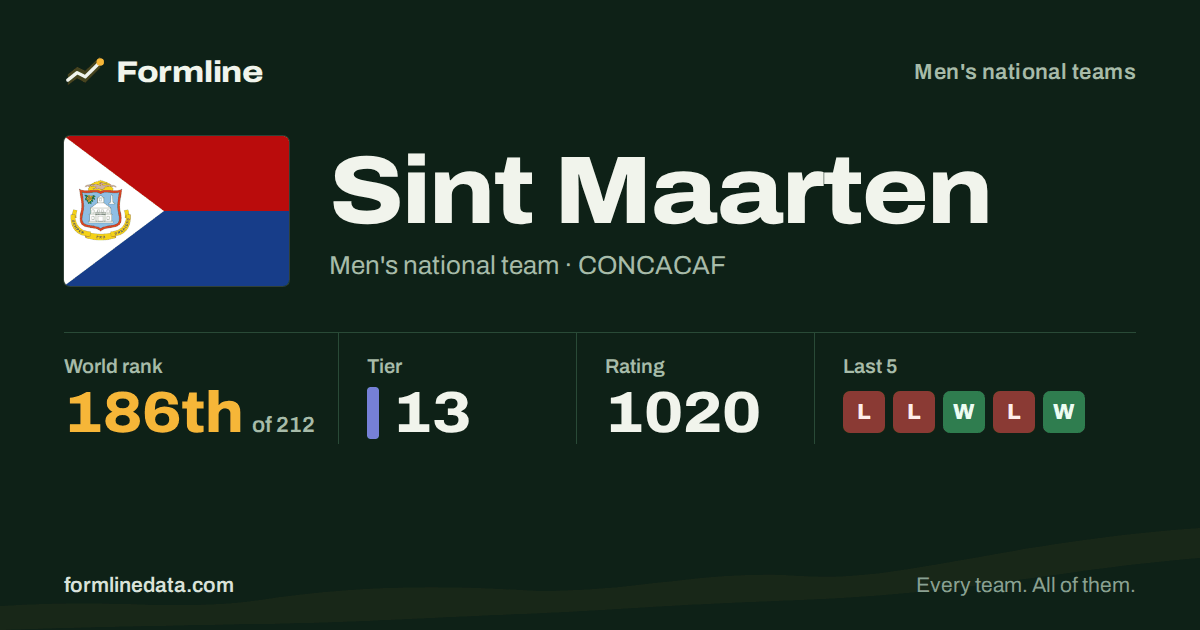 Formline
Men's national teams
Sint Maarten
Men's national team · CONCACAF
World rank
186th of 212
Tier
13
Rating
1020
Last 5
L L W L W
formlinedata.com
Every team. All of them.